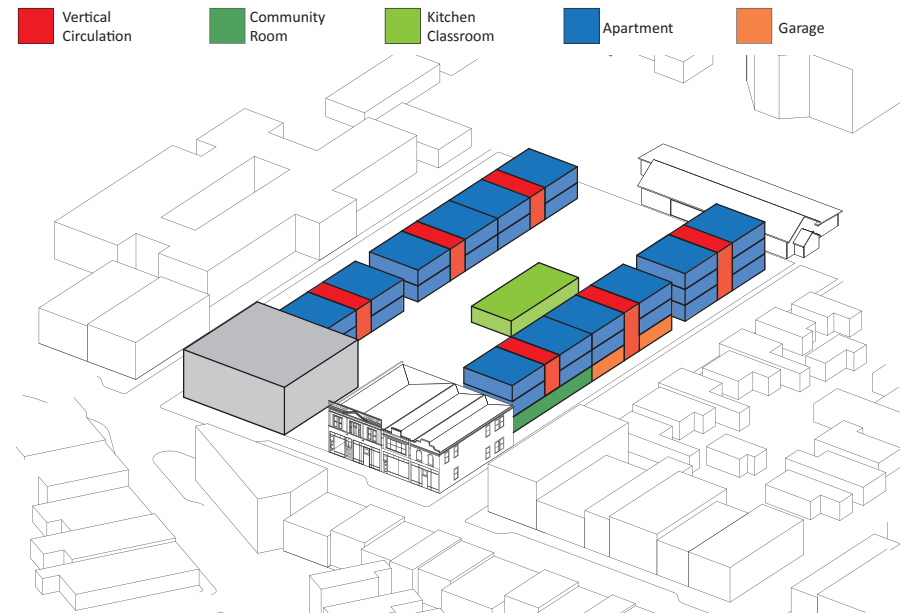 Vertical
Circulation
Community
Room
Kitchen
Classroom
Apartment
Garage